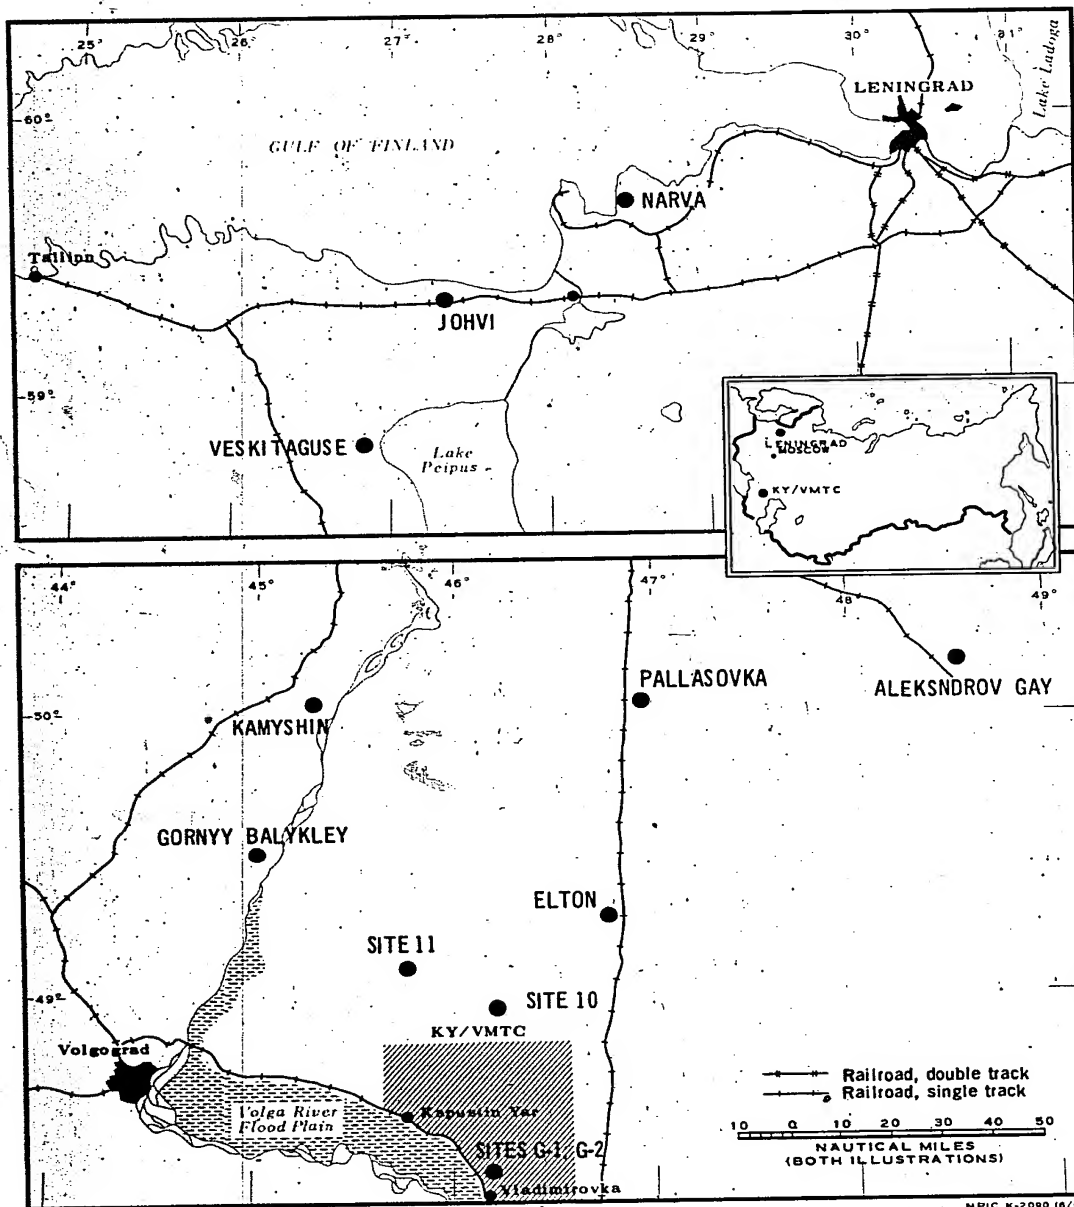 25°
26°
27°
28°
29°
30°
31°
Lake Ladoga
LENINGRAD
60°
GULF OF FINLAND
NARVA
Tallinn
JOHVI
59°
VESKITAGUSE
Lake
Peipus
LENINGRAD
MOSCOW
KY/VMTC
44°
45°
46°
47°
48°
49°
PALLASOVKA
ALEKSNDROV GAY
50°
KAMYSHIN
GORNYY BALYKLEY
ELTON
SITE 11
49°
SITE 10
KY/VMTC
Volgograd
Railroad, double track
Railroad, single track
Volga River
Flood Plain
Kapustin Yar
10 0 10 20 30 40 50
NAUTICAL MILES
(BOTH ILLUSTRATIONS)
SITES G-1, G-2
Vladimirovka